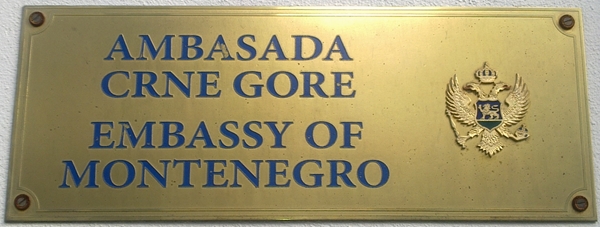 AMBASADA
CRNE GORE
EMBASSY OF
MONTENEGRO